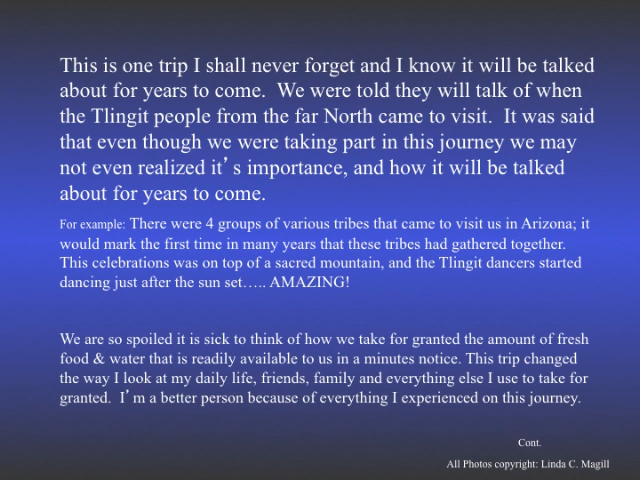 This is one trip I shall never forget and I know it will be talked
about for years to come.  We were told they will talk of when
the Tlingit people from the far North came to visit.  It was said
that even though we were taking part in this journey we may
not even realized it’s importance, and how it will be talked
about for years to come.
For example: There were 4 groups of various tribes that came to visit us in Arizona; it
would mark the first time in many years that these tribes had gathered together.
This celebrations was on top of a sacred mountain, and the Tlingit dancers started
dancing just after the sun set….. AMAZING!
We are so spoiled it is sick to think of how we take for granted the amount of fresh
food & water that is readily available to us in a minutes notice. This trip changed
the way I look at my daily life, friends, family and everything else I use to take for
granted.  I’m a better person because of everything I experienced on this journey.
Cont.
All Photos copyright: Linda C. Magill